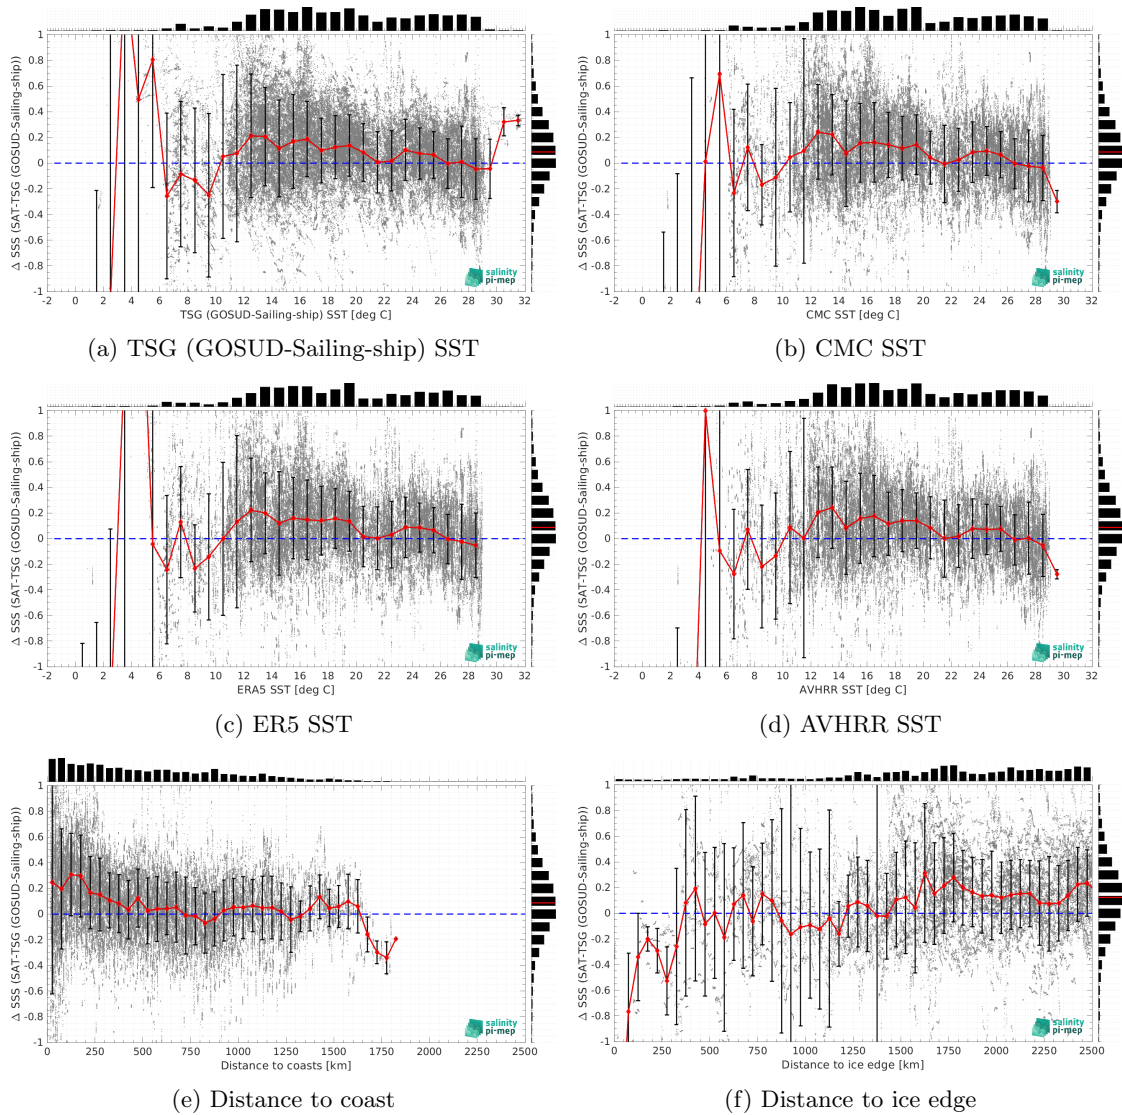 Δ SSS (SAT-TSG (GOSUD-Sailing-ship))
1
0.8
0.6
0.4
0.2
0
-0.2
-0.4
-0.6
-0.8
-1
salinity
pi-mep
-2 0 2 4 6 8 10 12 14 16 18 20 22 24 26 28 30 32
TSG (GOSUD-Sailing-ship) SST [deg C]
(a) TSG (GOSUD-Sailing-ship) SST
Δ SSS (SAT-TSG (GOSUD-Sailing-ship))
1
0.8
0.6
0.4
0.2
0
-0.2
-0.4
-0.6
-0.8
-1
salinity
pi-mep
-2 0 2 4 6 8 10 12 14 16 18 20 22 24 26 28 30 32
CMC SST [deg C]
(b) CMC SST
Δ SSS (SAT-TSG (GOSUD-Sailing-ship))
1
0.8
0.6
0.4
0.2
0
-0.2
-0.4
-0.6
-0.8
-1
salinity
pi-mep
-2 0 2 4 6 8 10 12 14 16 18 20 22 24 26 28 30 32
ERA5 SST [deg C]
(c) ER5 SST
Δ SSS (SAT-TSG (GOSUD-Sailing-ship))
1
0.8
0.6
0.4
0.2
0
-0.2
-0.4
-0.6
-0.8
-1
salinity
pi-mep
-2 0 2 4 6 8 10 12 14 16 18 20 22 24 26 28 30 32
AVHRR SST [deg C]
(d) AVHRR SST
Δ SSS (SAT-TSG (GOSUD-Sailing-ship))
1
0.8
0.6
0.4
0.2
0
-0.2
-0.4
-0.6
-0.8
-1
salinity
pi-mep
0 250 500 750 1000 1250 1500 1750 2000 2250 2500
Distance to coasts [km]
(e) Distance to coast
Δ SSS (SAT-TSG (GOSUD-Sailing-ship))
1
0.8
0.6
0.4
0.2
0
-0.2
-0.4
-0.6
-0.8
-1
salinity
pi-mep
0 250 500 750 1000 1250 1500 1750 2000 2250 2500
Distance to ice edge [km]
(f) Distance to ice edge